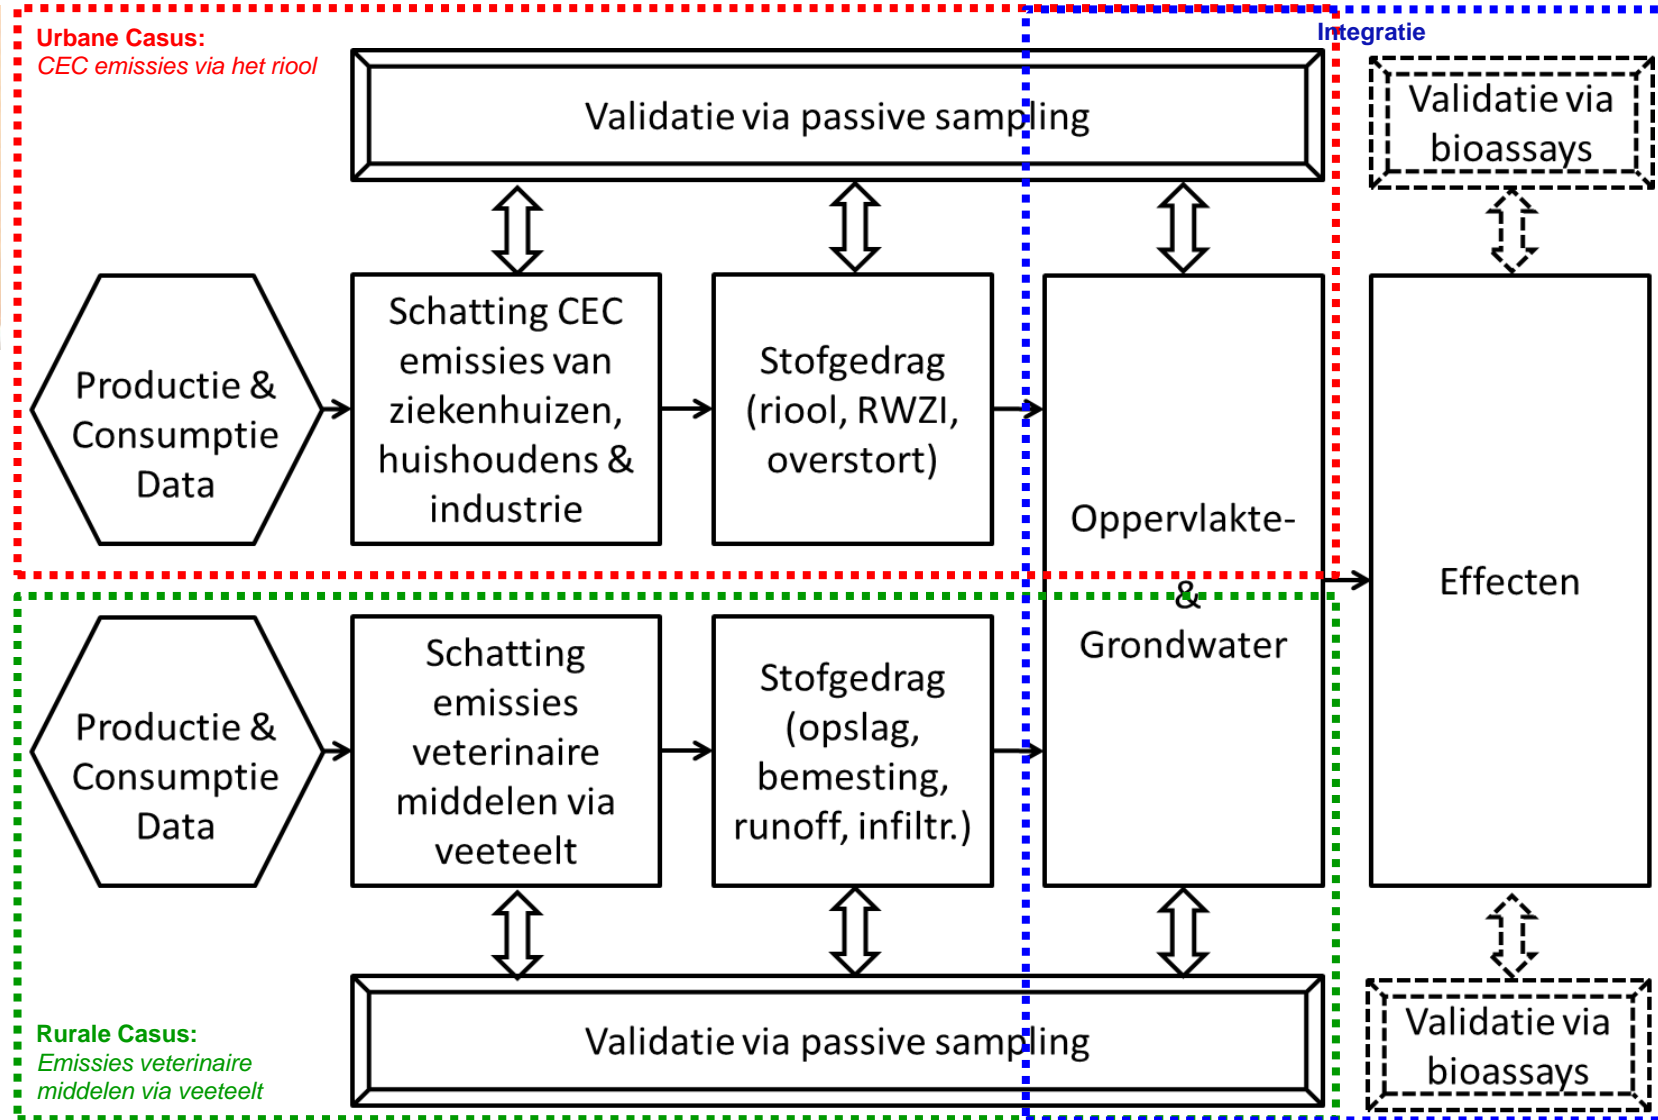 Urbane Casus:
CEC emissies via het riool
Integratie
Validatie via passive sampling
Validatie via
bioassays
Productie &
Consumptie
Data
Schatting CEC
emissies van
ziekenhuizen,
huishoudens &
industrie
Stofgedrag
(riool, RWZI,
overstort)
Oppervlakte-
&
Grondwater
Effecten
Productie &
Consumptie
Data
Schatting
emissies
veterinaire
middelen via
veeteelt
Stofgedrag
(opslag,
bemesting,
runoff, infiltr.)
Rurale Casus:
Emissies veterinaire
middelen via veeteelt
Validatie via passive sampling
Validatie via
bioassays